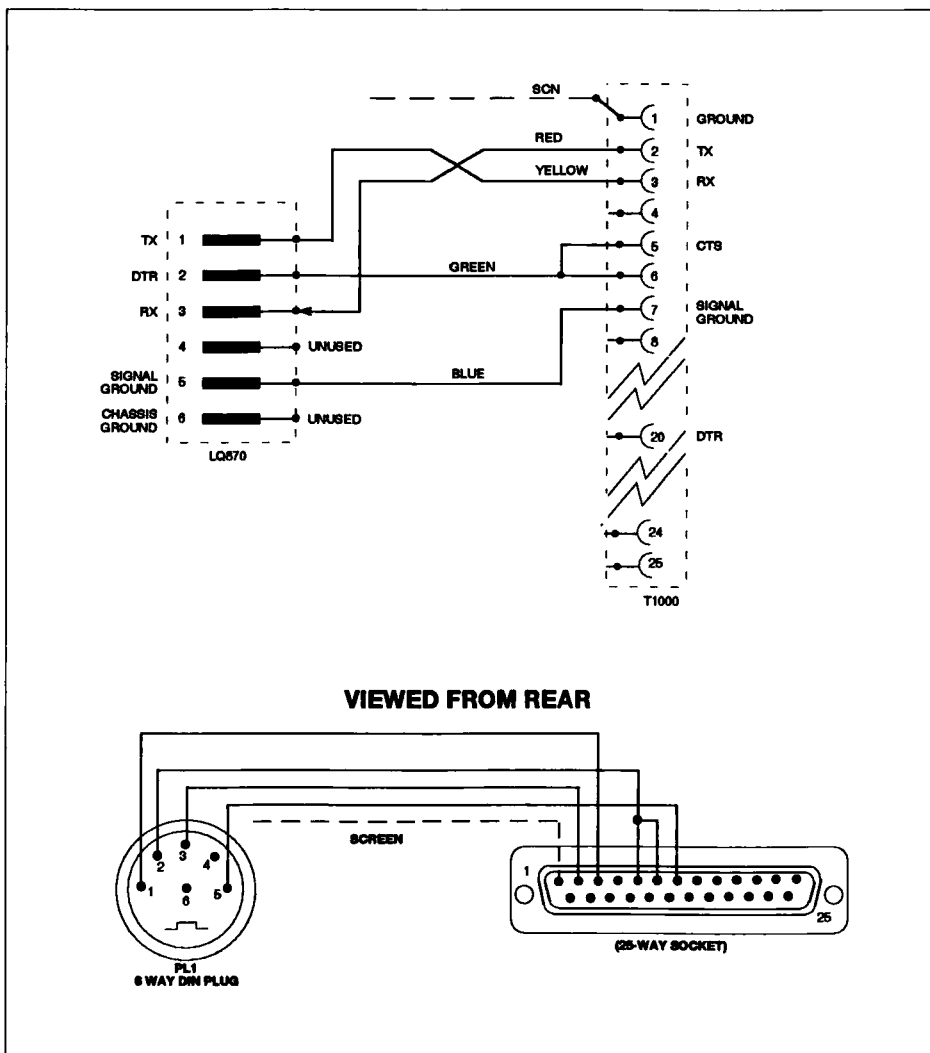 SCN
1 GROUND
RED
2 TX
YELLOW
3 RX
4
TX 1
5 CTS
DTR 2
GREEN
6
RX 3
7 SIGNAL
GROUND
4 UNUSED
8
SIGNAL
GROUND 5
BLUE
CHASSIS
GROUND 6
UNUSED
20 DTR
LQ570
24
25
T1000
VIEWED FROM REAR
SCREEN
1
2
3
4
5
6
PL1
6 WAY DIN PLUG
1
25
(25-WAY SOCKET)